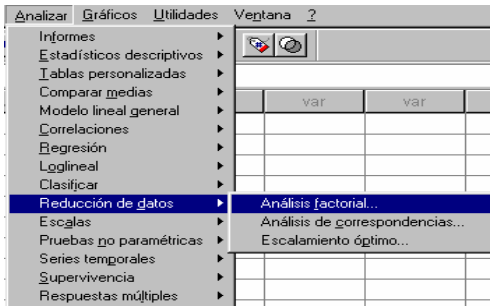 Analizar Gráficos Utilidades Ventana ?
Informes
Estadísticos descriptivos
Tablas personalizadas
Comparar medias
var var
Modelo lineal general
Correlaciones
Regresión
Loglineal
Clasificar
Reducción de datos Análisis factorial...
Escalas Análisis de correspondencias...
Pruebas no paramétricas Escalamiento óptimo...
Series temporales
Supervivencia
Respuestas múltiples